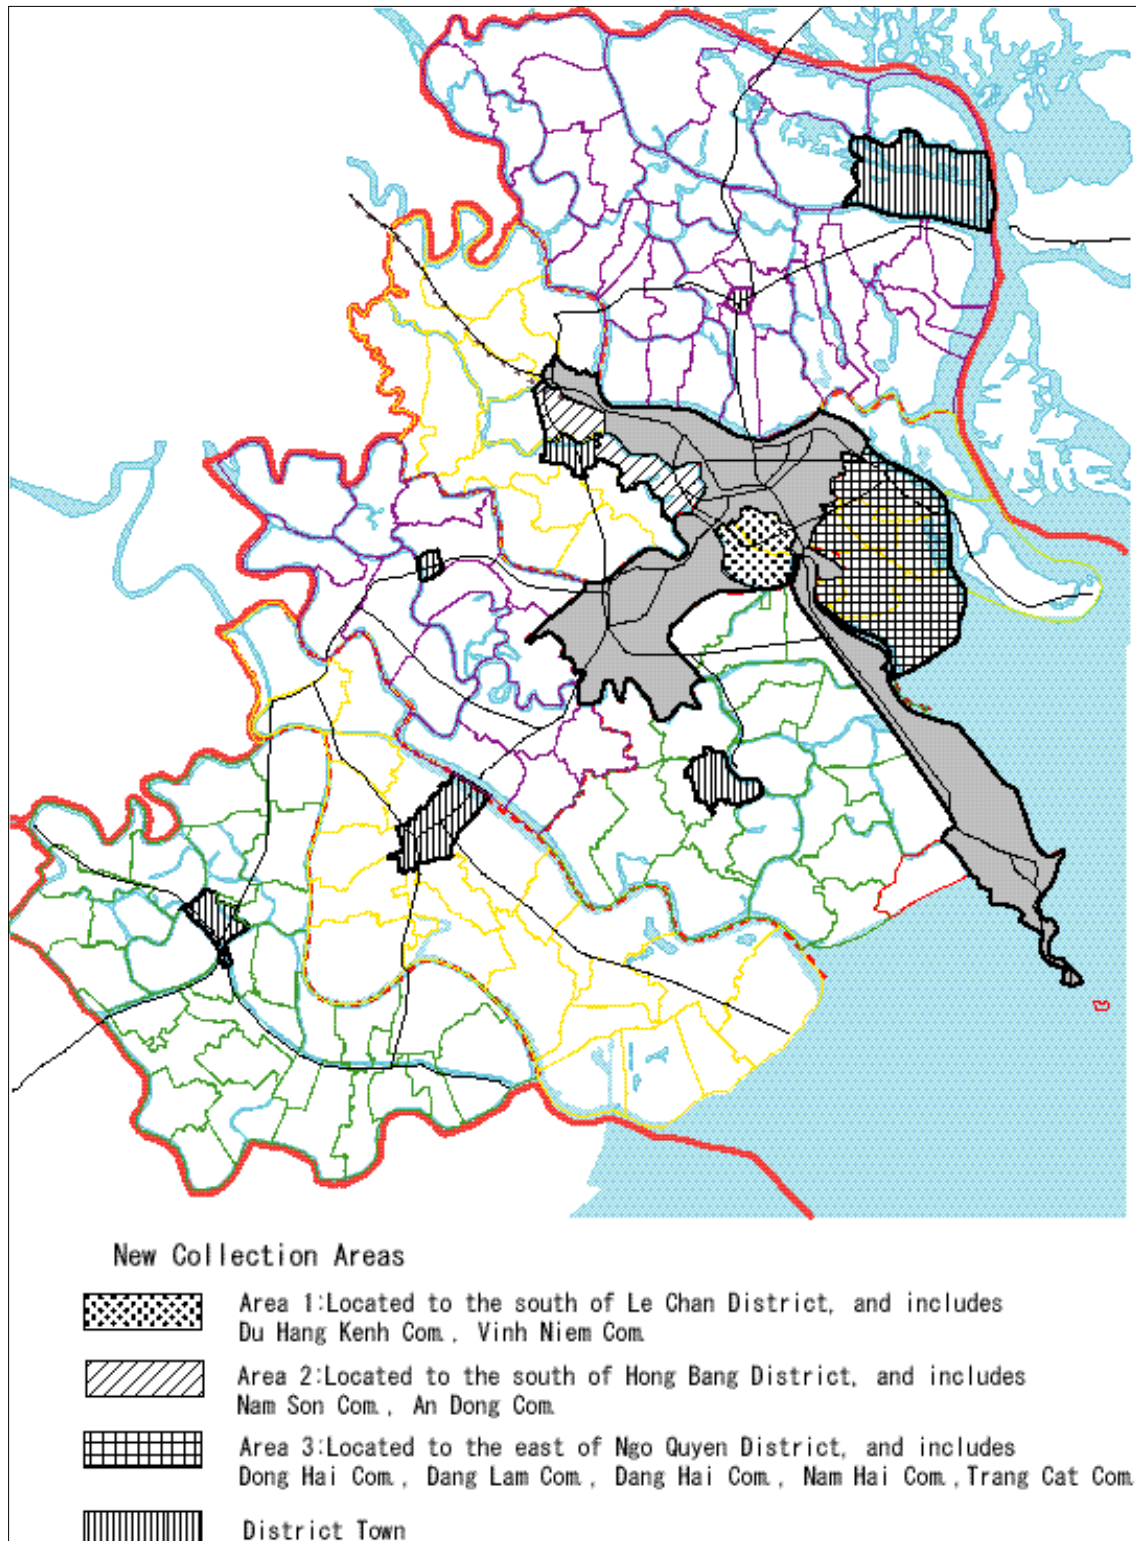 New Collection Areas
Area 1:Located to the south of Le Chan District, and includes
Du Hang Kenh Com., Vinh Niem Com.
Area 2:Located to the south of Hong Bang District, and includes
Nam Son Com., An Dong Com.
Area 3:Located to the east of Ngo Quyen District, and includes
Dong Hai Com., Dang Lam Com., Dang Hai Com., Nam Hai Com.,Trang Cat Com.
District Town